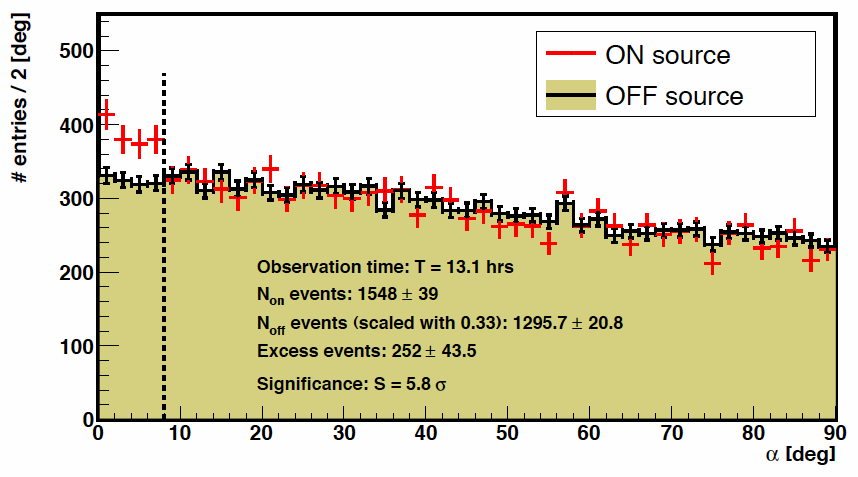 # entries / 2 [deg]
500
400
300
200
100
0
ON source
OFF source
Observation time: T = 13.1 hrs
Non events: 1548 ± 39
Noff events (scaled with 0.33): 1295.7 ± 20.8
Excess events: 252 ± 43.5
Significance: S = 5.8 σ
0 10 20 30 40 50 60 70 80 90
α [deg]